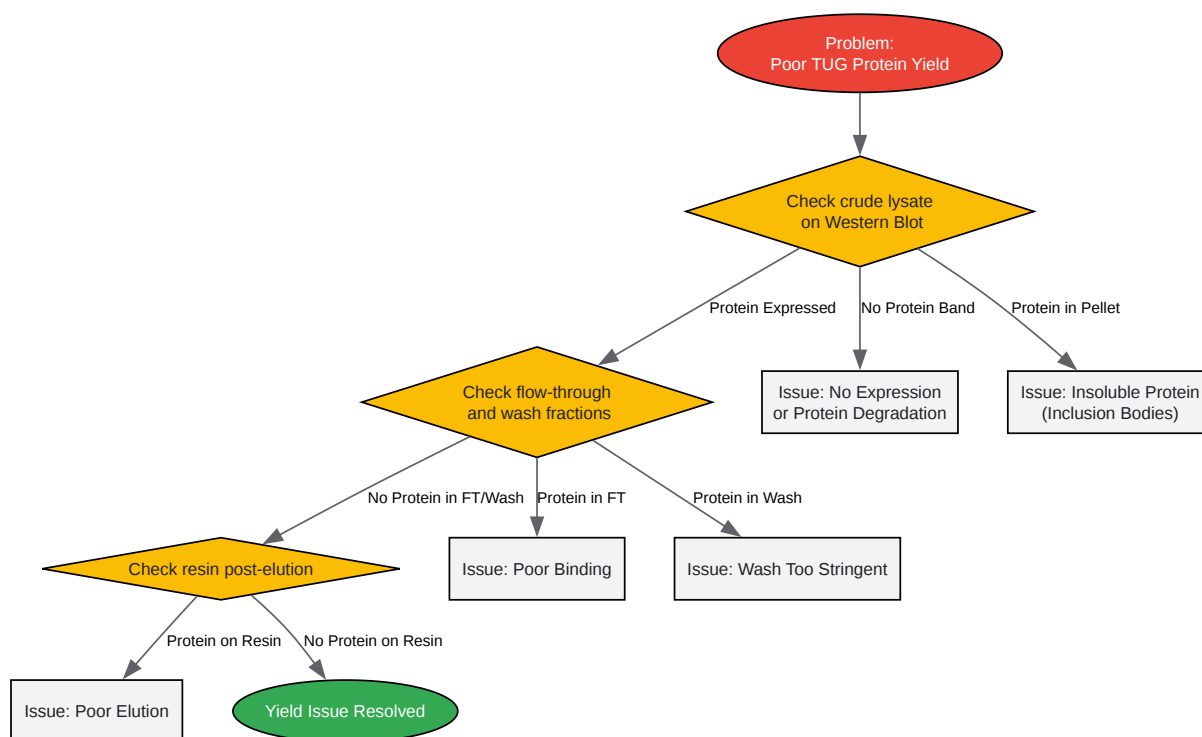 Problem:
Poor TUG Protein Yield
Check crude lysate
on Western Blot
Protein Expressed
No Protein Band
Protein in Pellet
Check flow-through
and wash fractions
Issue: No Expression
or Protein Degradation
Issue: Insoluble Protein
(Inclusion Bodies)
No Protein in FT/Wash
Protein in FT
Protein in Wash
Check resin post-elution
Issue: Poor Binding
Issue: Wash Too Stringent
Protein on Resin
No Protein on Resin
Issue: Poor Elution
Yield Issue Resolved